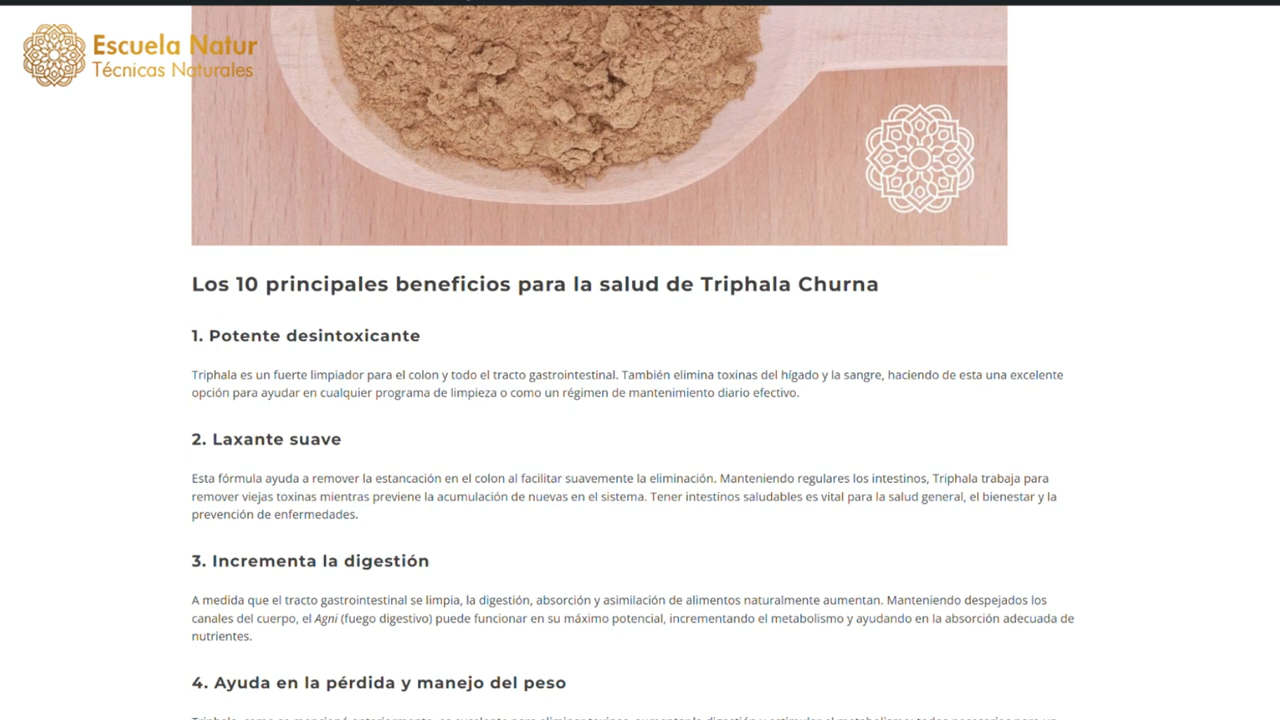 Escuela Natur
Técnicas Naturales
Los 10 principales beneficios para la salud de Triphala Churna
1. Potente desintoxicante
Triphala es un fuerte limpiador para el colon y todo el tracto gastrointestinal. También elimina toxinas del hígado y la sangre, haciendo de esta una excelente
opción para ayudar en cualquier programa de limpieza o como un régimen de mantenimiento diario efectivo.
2. Laxante suave
Esta fórmula ayuda a remover la estancación en el colon al facilitar suavemente la eliminación. Manteniendo regulares los intestinos, Triphala trabaja para
remover viejas toxinas mientras previene la acumulación de nuevas en el sistema. Tener intestinos saludables es vital para la salud general, el bienestar y la
prevención de enfermedades.
3. Incrementa la digestión
A medida que el tracto gastrointestinal se limpia, la digestión, absorción y asimilación de alimentos naturalmente aumentan. Manteniendo despejados los
canales del cuerpo, el Agni (fuego digestivo) puede funcionar en su máximo potencial, incrementando el metabolismo y ayudando en la absorción adecuada de
nutrientes.
4. Ayuda en la pérdida y manejo del peso